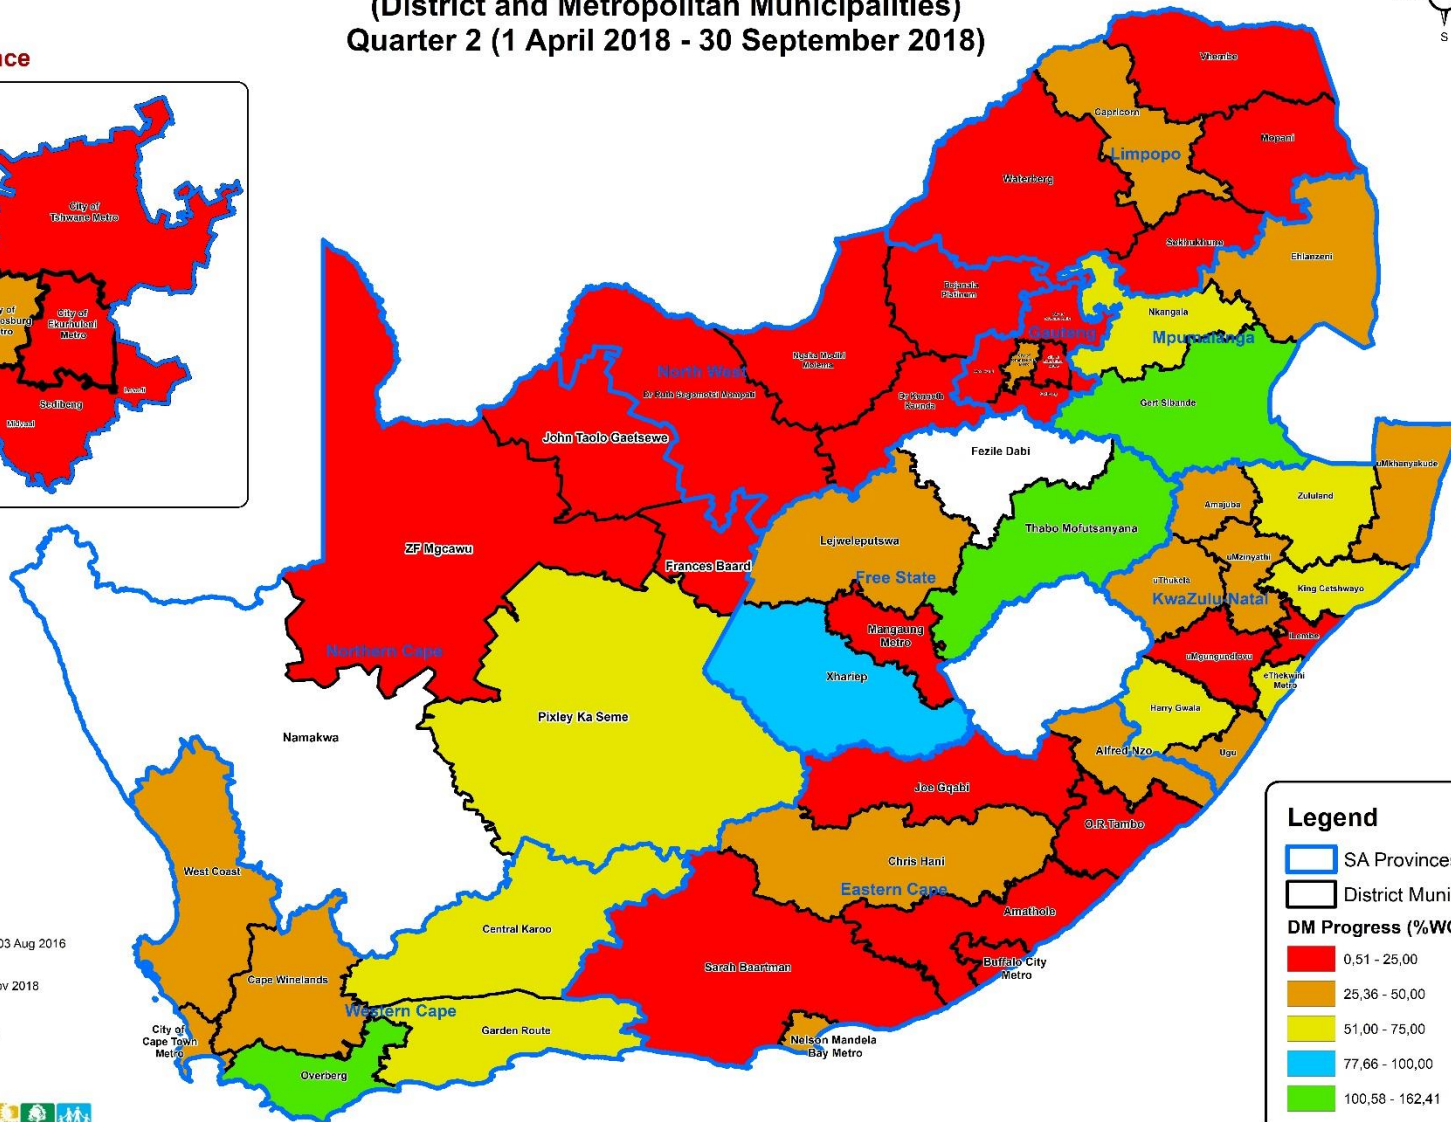 (District and Metropolitan Municipalities)
Quarter 2 (1 April 2018 - 30 September 2018)
nce
S
City of
Tshwane Metro
y of
osburg
tro
City of
Ekurhuleni
Metro
Lesedi
Sedibeng
Midvaal
Vhembe
Capricorn
Mopani
Limpopo
Waterberg
Sekhukhune
Ehlanzeni
Bojanala
Platinum
Nkangala
Gauteng
Mpumalanga
Ngaka Modiri
Molema
North West
Dr Ruth Segomotsi Mompati
Dr Kenneth
Kaunda
Gert Sibande
John Taolo Gaetsewe
Fezile Dabi
uMkhanyakude
Zululand
Amajuba
Thabo Mofutsanyana
ZF Mgcawu
Lejweleputswa
uMzinyathi
Frances Baard
Free State
uThukela
King Cetshwayo
KwaZulu-Natal
Mangaung
Metro
iLembe
Northern Cape
uMgungundlovu
Xhariep
eThekwini
Metro
Harry Gwala
Pixley Ka Seme
Namakwa
Alfred Nzo
Ugu
Joe Gqabi
O.R.Tambo
Chris Hani
West Coast
Eastern Cape
Amathole
Central Karoo
Buffalo City
Metro
Sarah Baartman
Cape Winelands
Western Cape
Garden Route
City of
Cape Town
Metro
Nelson Mandela
Bay Metro
Overberg
03 Aug 2016
ov 2018
Legend
SA Province
District Muni
DM Progress (%WO
0,51 - 25,00
25,36 - 50,00
51,00 - 75,00
77,66 - 100,00
100,58 - 162,41